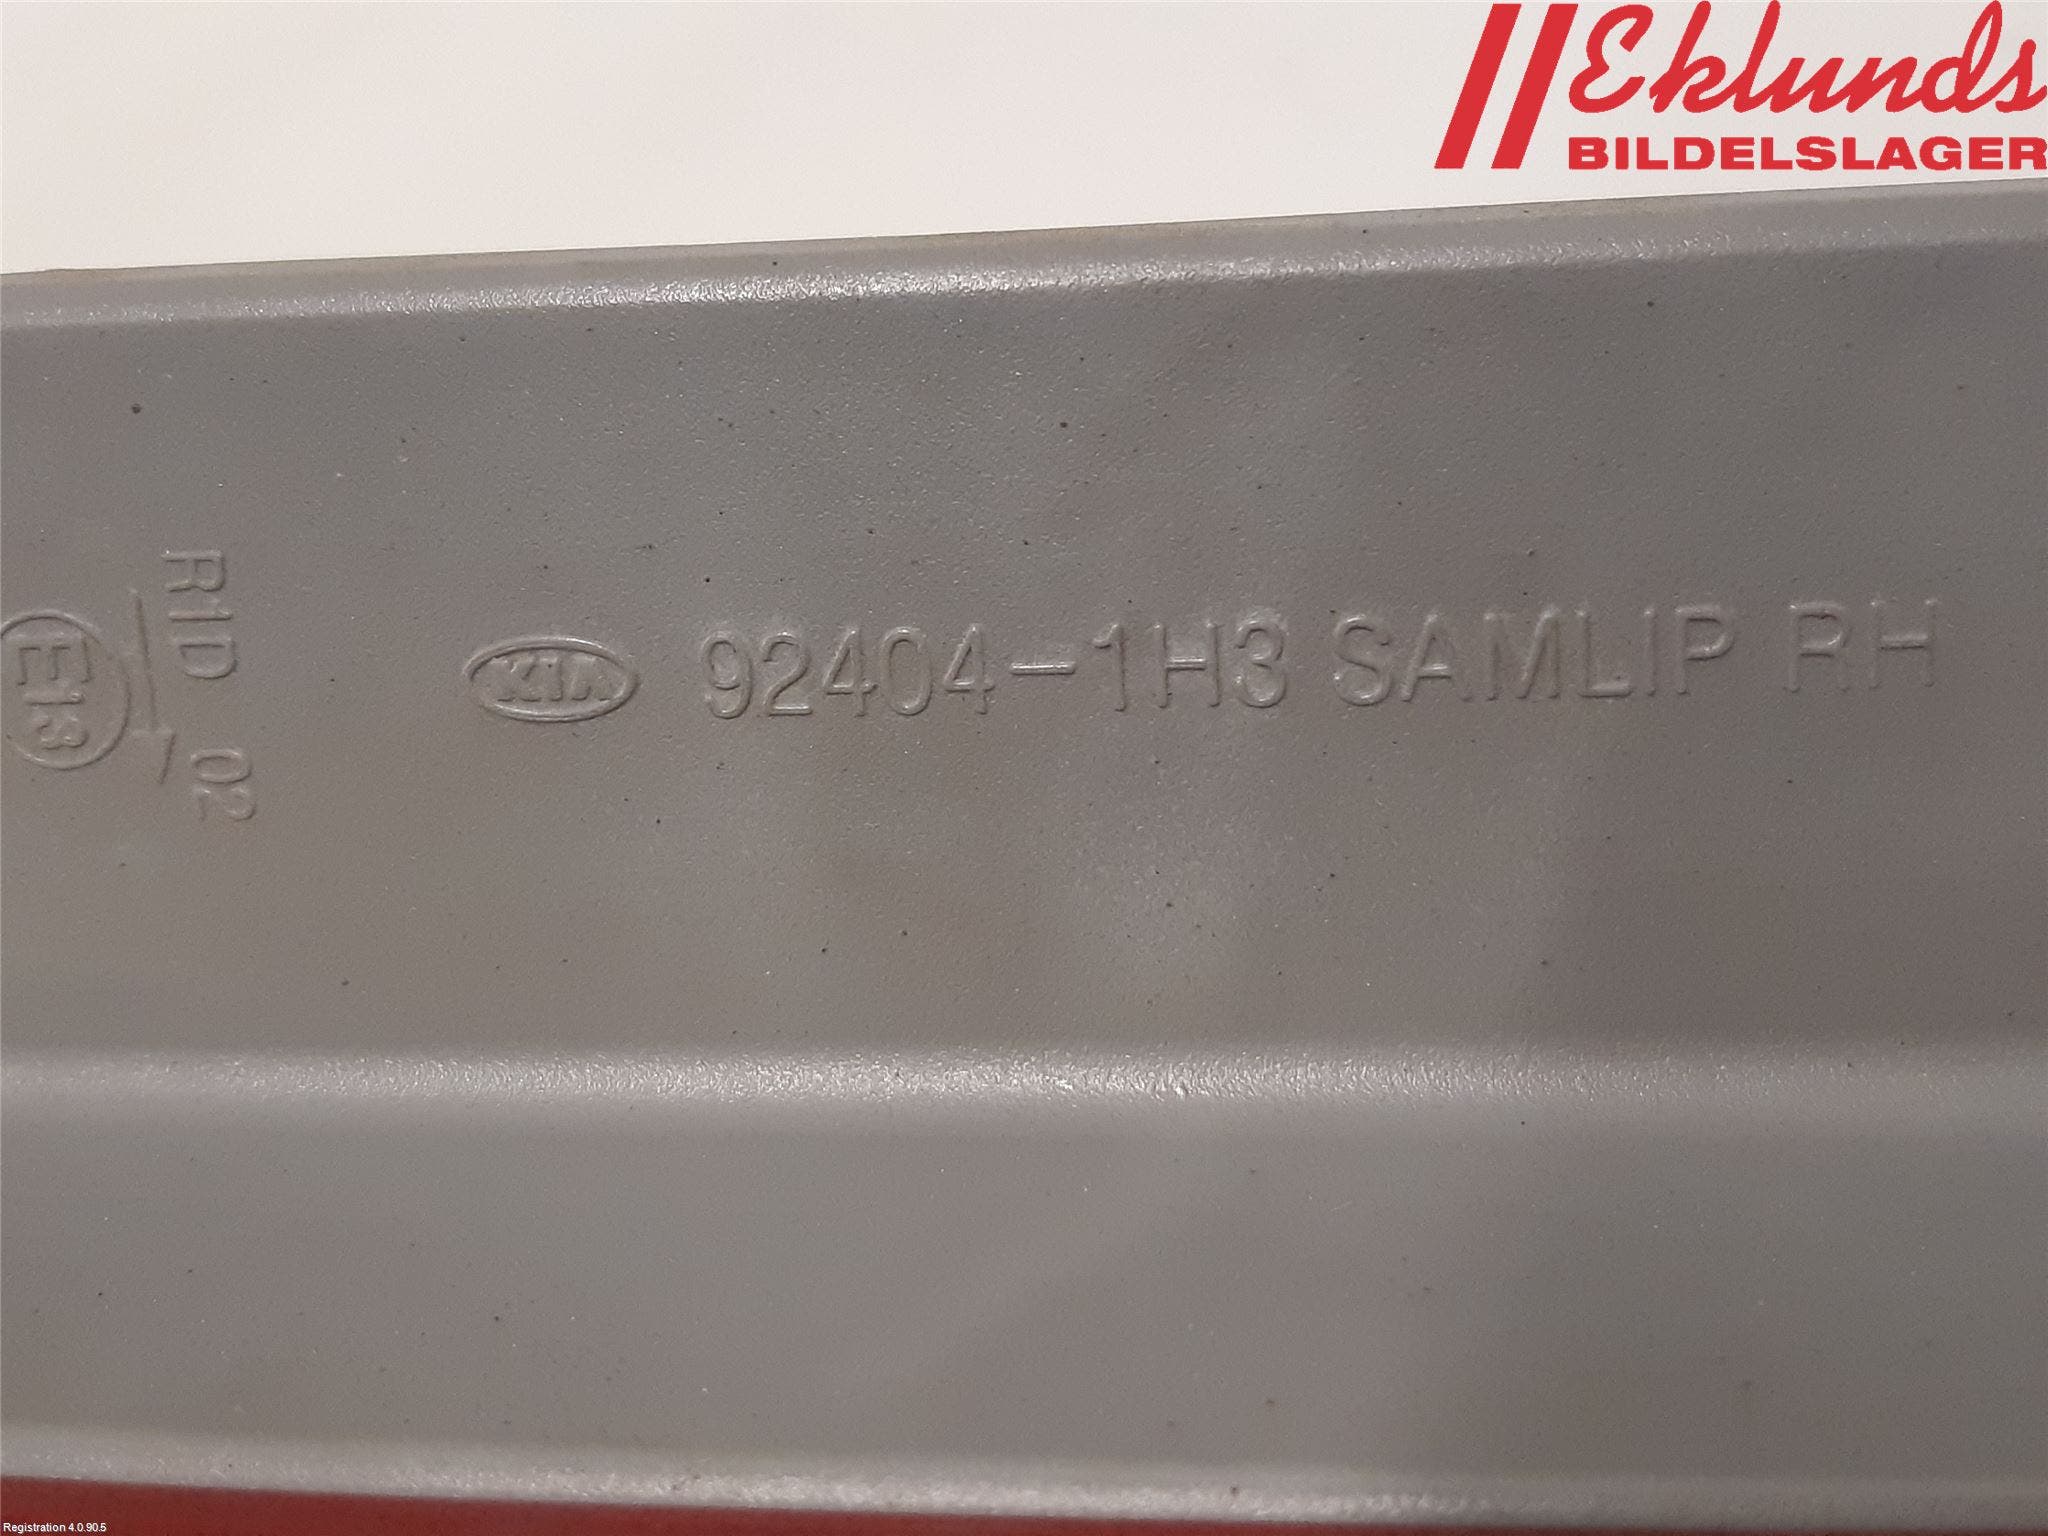 Eklunds
BILDELSLAGER
R1D 02
E13
KIA 92404-1H3 SAMLIP RH
Registration 4.0.90.5